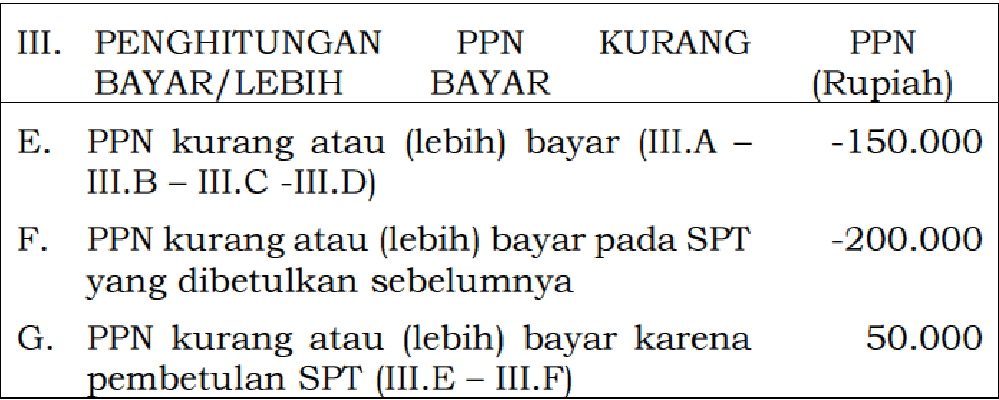 III. PENGHITUNGAN PPN KURANG PPN
BAYAR/LEBIH BAYAR (Rupiah)
E. PPN kurang atau (lebih) bayar (III.A – -150.000
III.B – III.C -III.D)
F. PPN kurang atau (lebih) bayar pada SPT -200.000
yang dibetulkan sebelumnya
G. PPN kurang atau (lebih) bayar karena 50.000
pembetulan SPT (III.E – III.F)